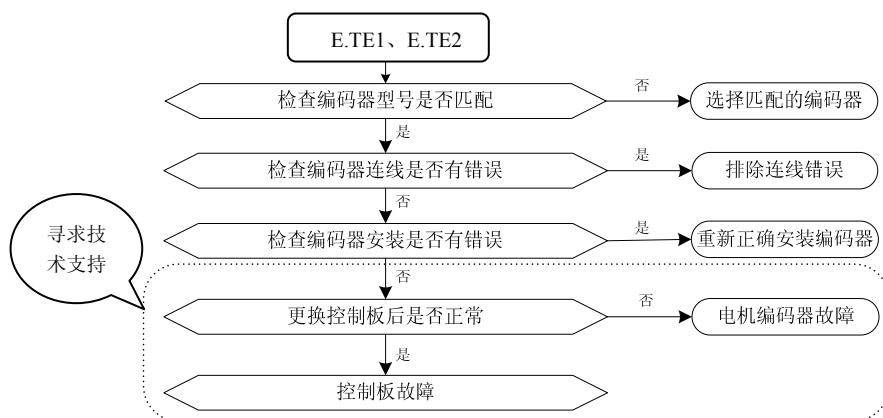 E.TE1、E.TE2
检查编码器型号是否匹配
否
选择匹配的编码器
是
检查编码器连线是否有错误
是
排除连线错误
否
检查编码器安装是否有错误
是
重新正确安装编码器
寻求技
术支持
否
更换控制板后是否正常
否
电机编码器故障
是
控制板故障